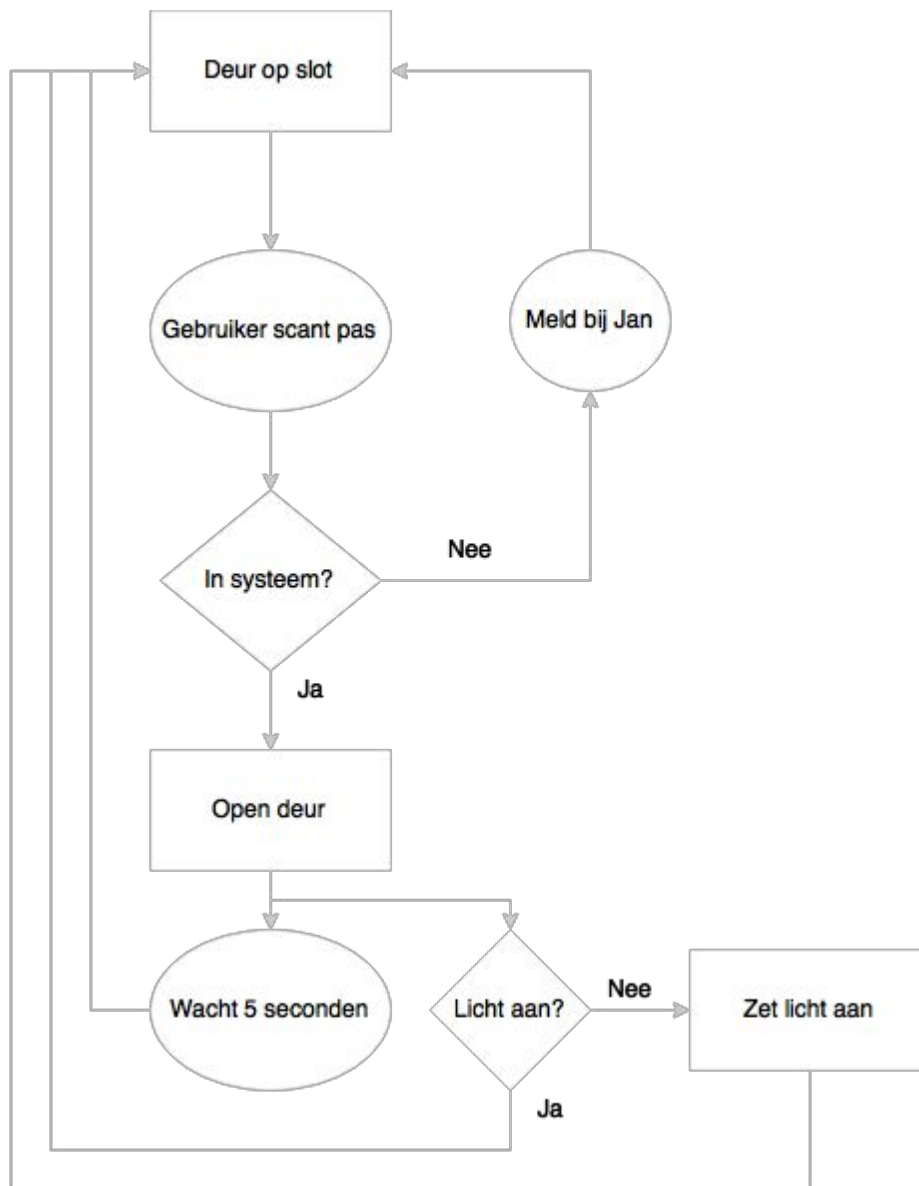 Deur op slot
Gebruiker scant pas
Meld bij Jan
In systeem?
Nee
Ja
Open deur
Wacht 5 seconden
Licht aan?
Nee
Zet licht aan
Ja